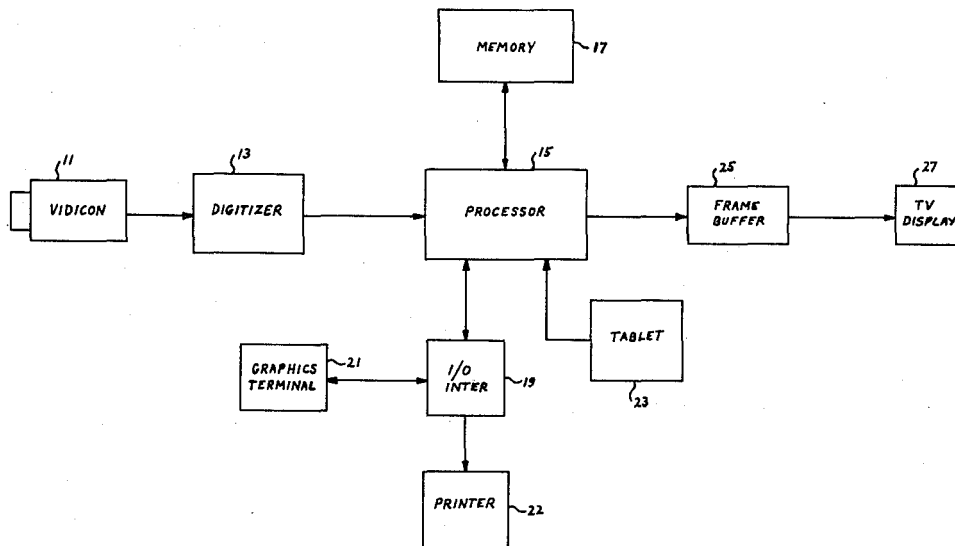 MEMORY
17
11
VIDICON
13
DIGITIZER
15
PROCESSOR
25
FRAME
BUFFER
27
TV
DISPLAY
GRAPHICS
TERMINAL
21
I/O
INTER
19
TABLET
23
PRINTER
22